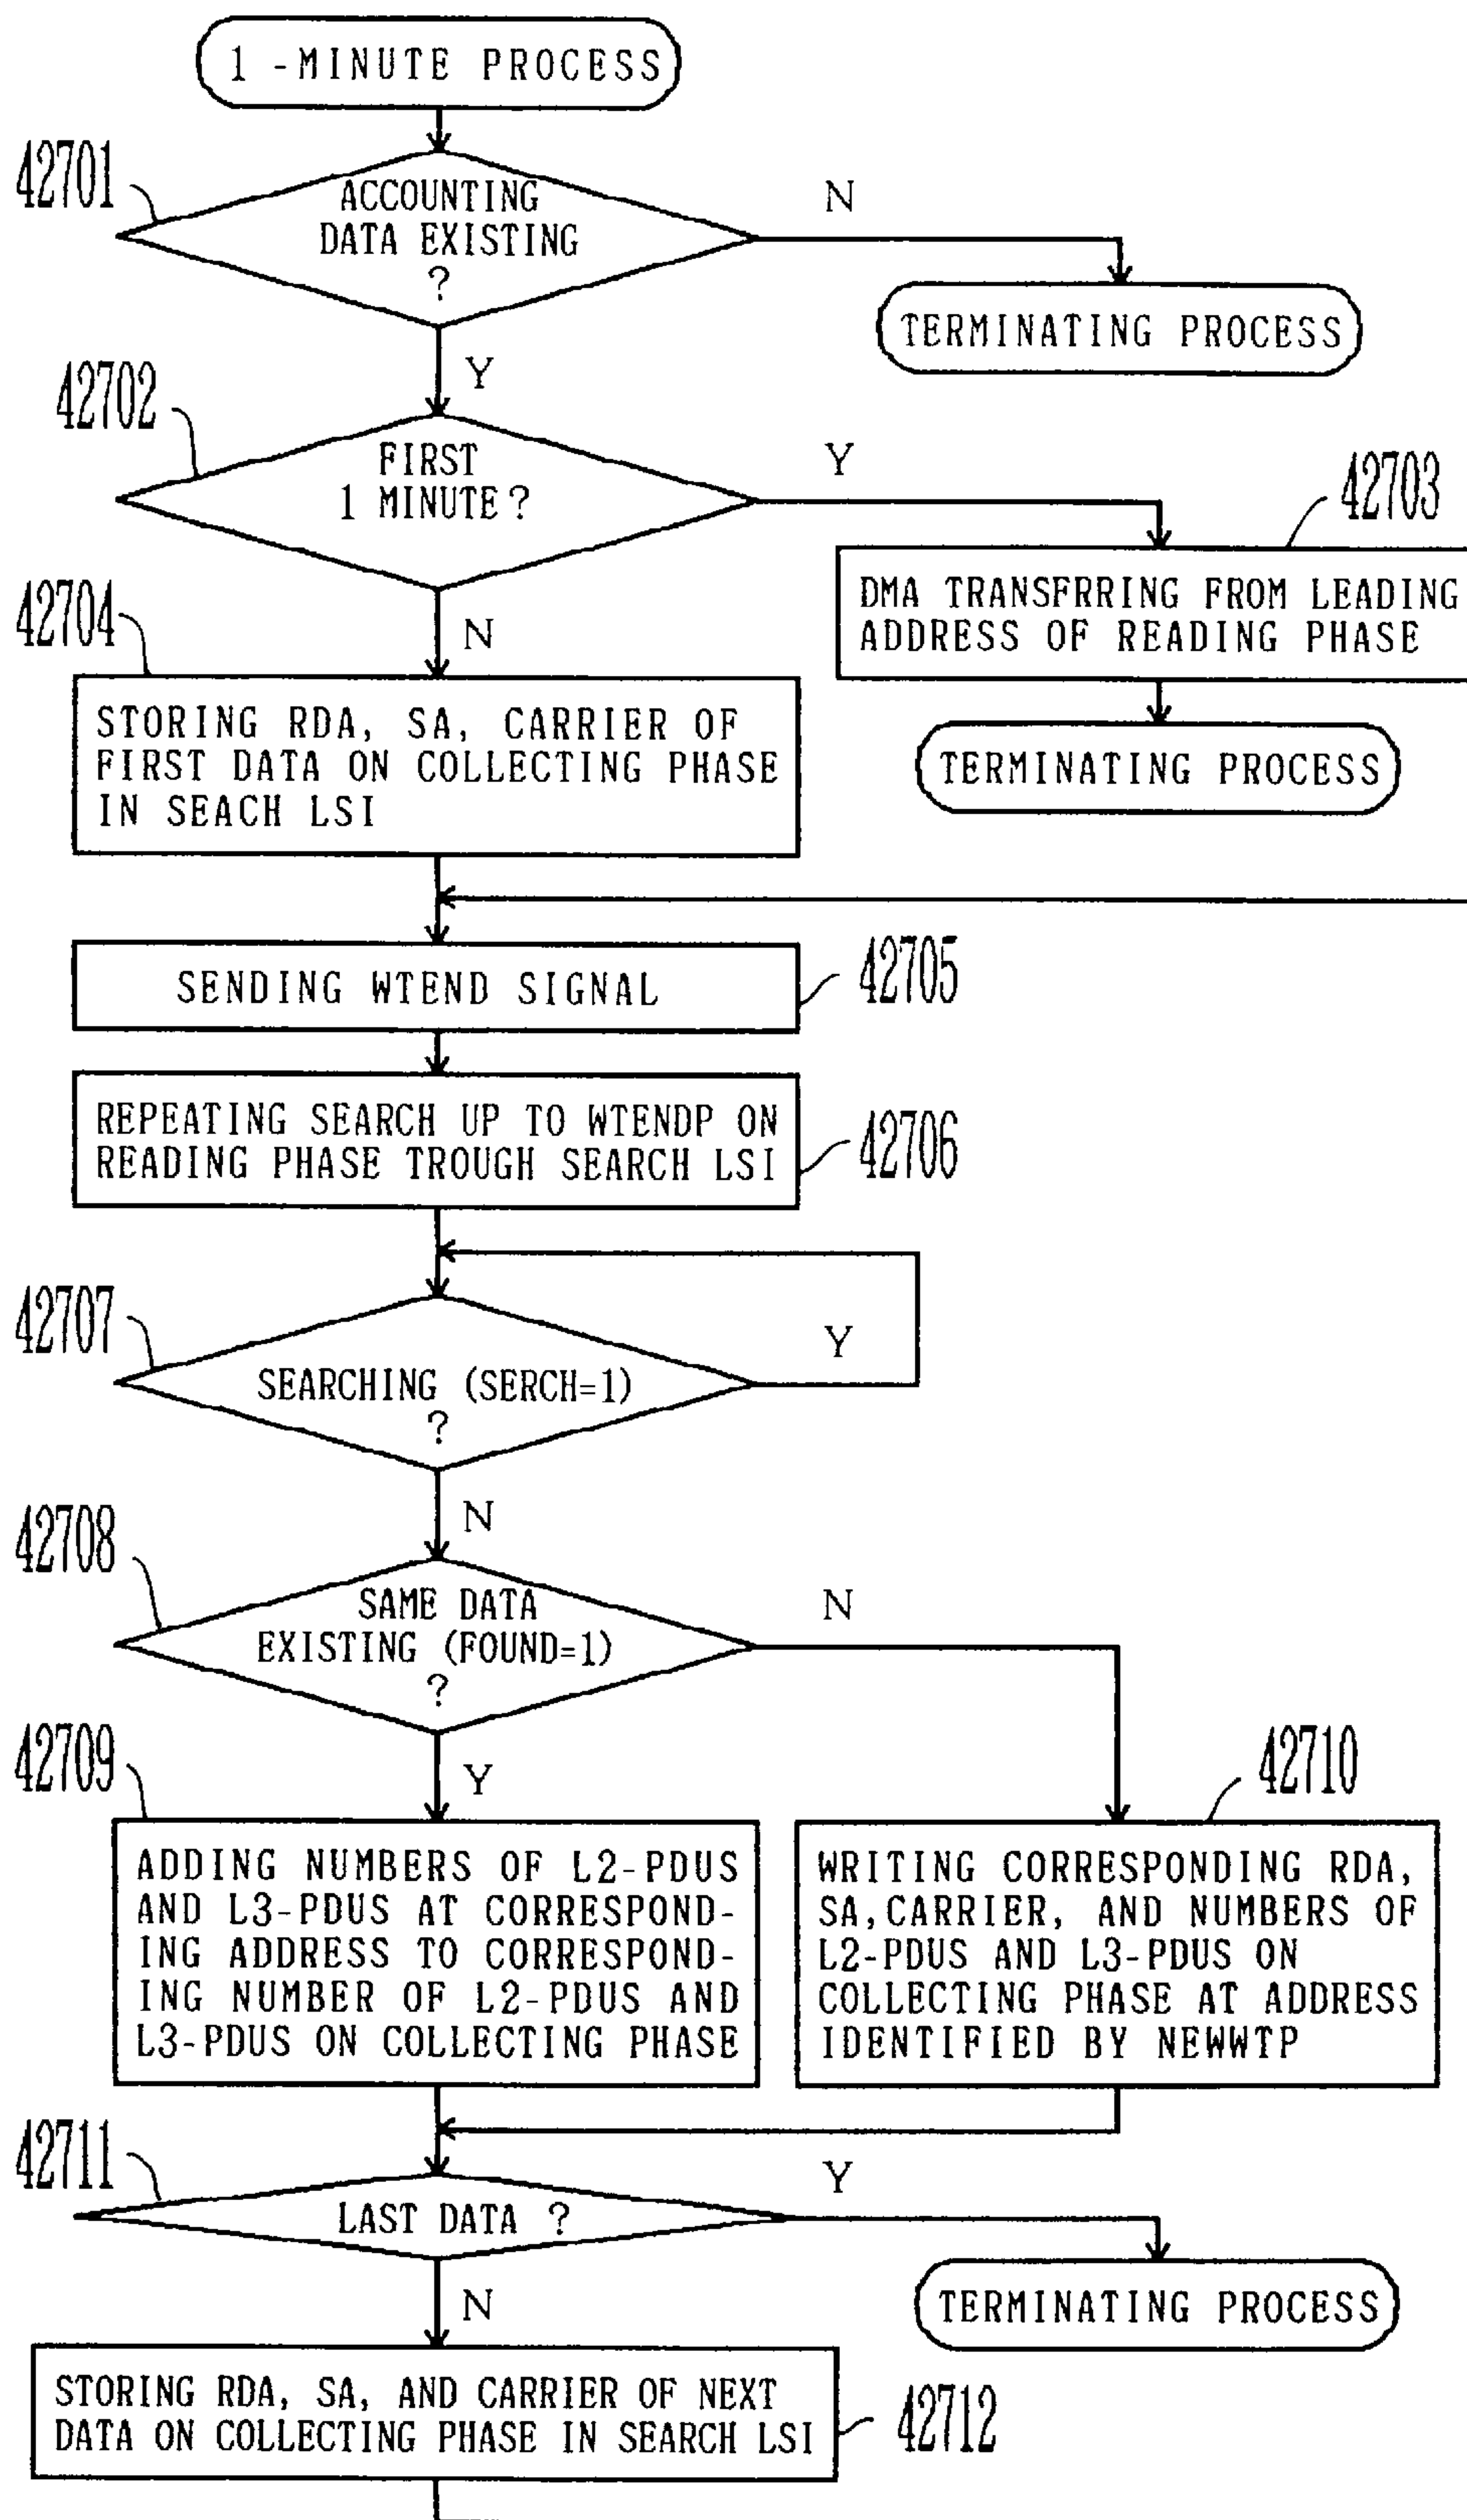 1 -MINUTE PROCESS
42701
ACCOUNTING
DATA EXISTING
?
N
TERMINATING PROCESS
Y
42702
FIRST
1 MINUTE?
Y
42703
DMA TRANSFRRING FROM LEADING
ADDRESS OF READING PHASE
TERMINATING PROCESS
N
42704
STORING RDA, SA, CARRIER OF
FIRST DATA ON COLLECTING PHASE
IN SEACH LSI
SENDING WTEND SIGNAL
42705
REPEATING SEARCH UP TO WTENDP ON
READING PHASE TROUGH SEARCH LSI
42706
42707
SEARCHING (SERCH=1)
?
Y
N
42708
SAME DATA
EXISTING (FOUND=1)
?
N
Y
42709
ADDING NUMBERS OF L2-PDUS
AND L3-PDUS AT CORRESPOND-
ING ADDRESS TO CORRESPOND-
ING NUMBER OF L2-PDUS AND
L3-PDUS ON COLLECTING PHASE
42710
WRITING CORRESPONDING RDA,
SA, CARRIER, AND NUMBERS OF
L2-PDUS AND L3-PDUS ON
COLLECTING PHASE AT ADDRESS
IDENTIFIED BY NEWWTP
42711
LAST DATA ?
Y
TERMINATING PROCESS
N
STORING RDA, SA, AND CARRIER OF NEXT
DATA ON COLLECTING PHASE IN SEARCH LSI
42712